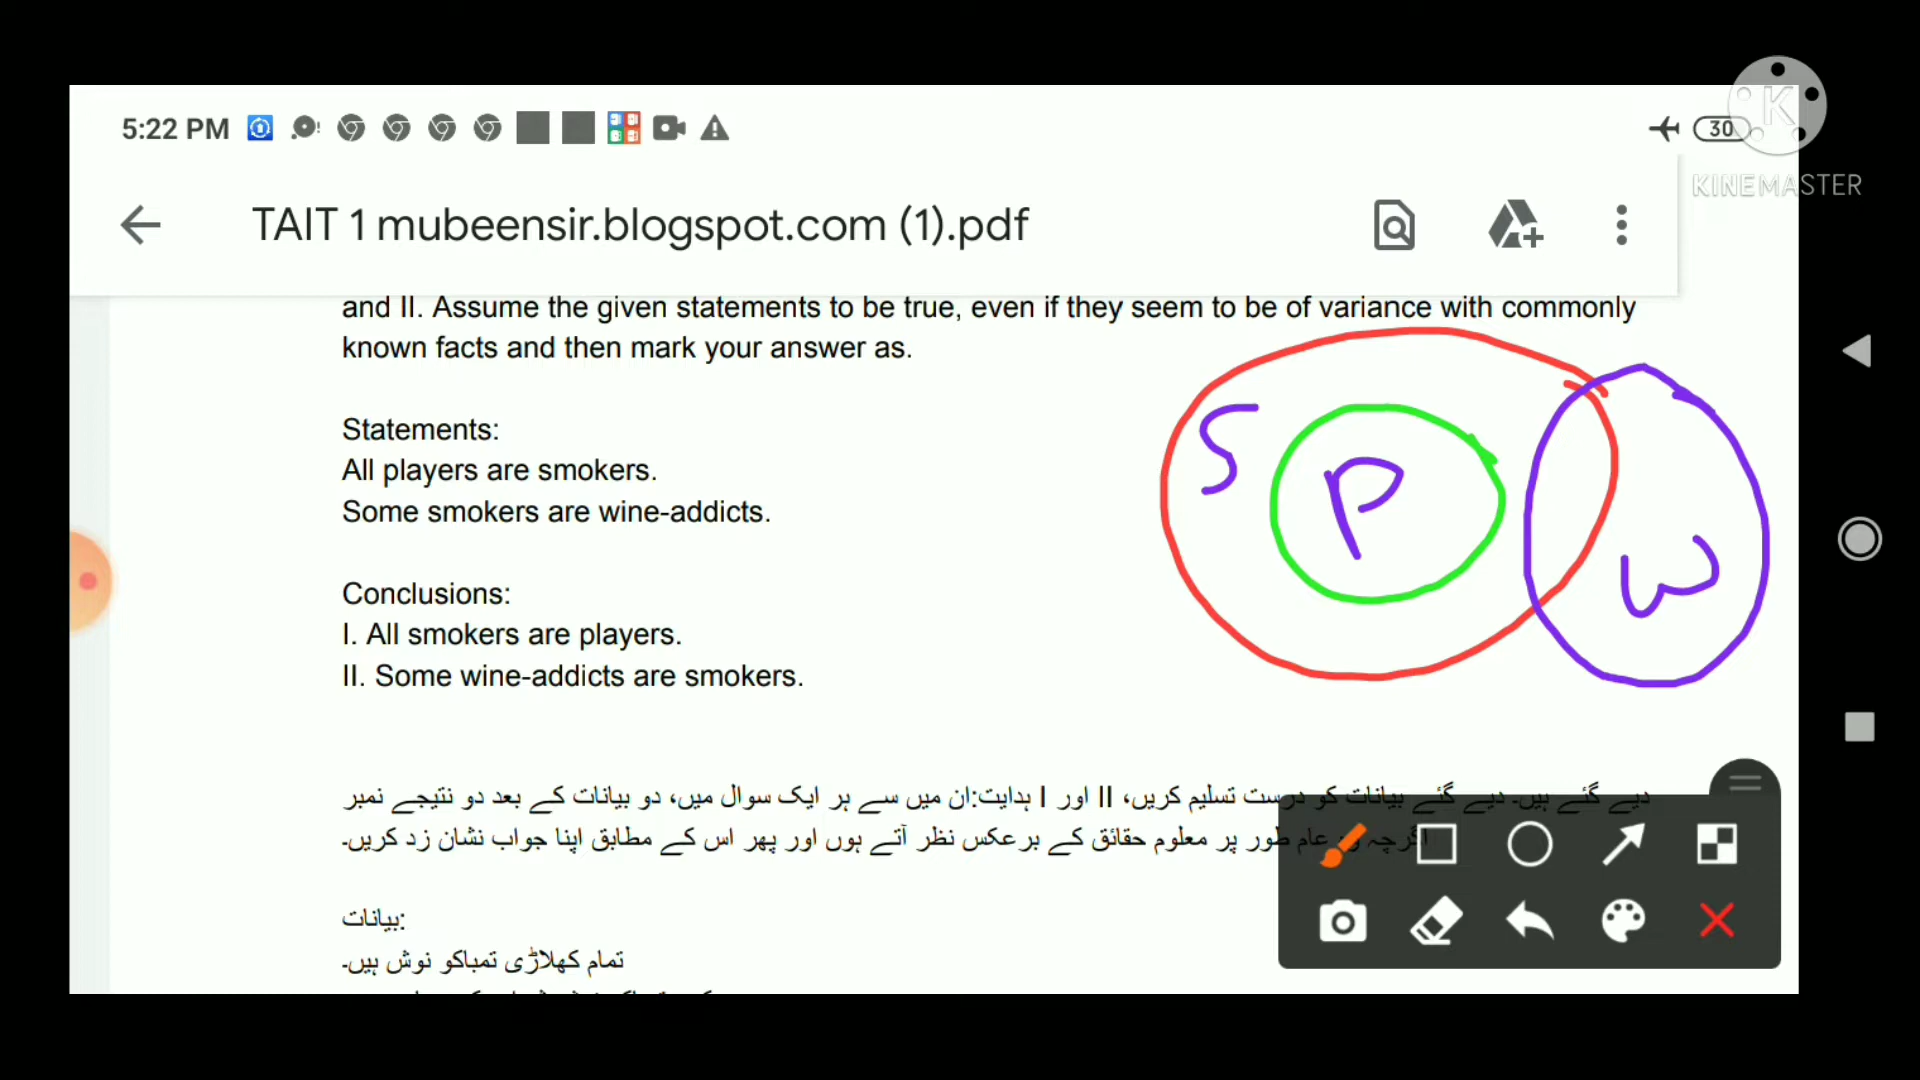 5:22 PM
30
KINEMASTER
TAIT 1 mubeensir.blogspot.com (1).pdf
and II. Assume the given statements to be true, even if they seem to be of variance with commonly
known facts and then mark your answer as.
Statements:
All players are smokers.
Some smokers are wine-addicts.
Conclusions:
I. All smokers are players.
II. Some wine-addicts are smokers.
S
P
W
دیے گئے ہیں۔ دیے گئے بیانات کو درست تسلیم کریں، II اور I ہدایت:ان میں سے ہر ایک سوال میں، دو بیانات کے بعد دو نتیجے نمبر
اگرچہ عام طور پر معلوم حقائق کے برعکس نظر آتے ہوں اور پھر اس کے مطابق اپنا جواب نشان زد کریں۔
بیانات:
تمام کھلاڑی تمباکو نوش ہیں۔